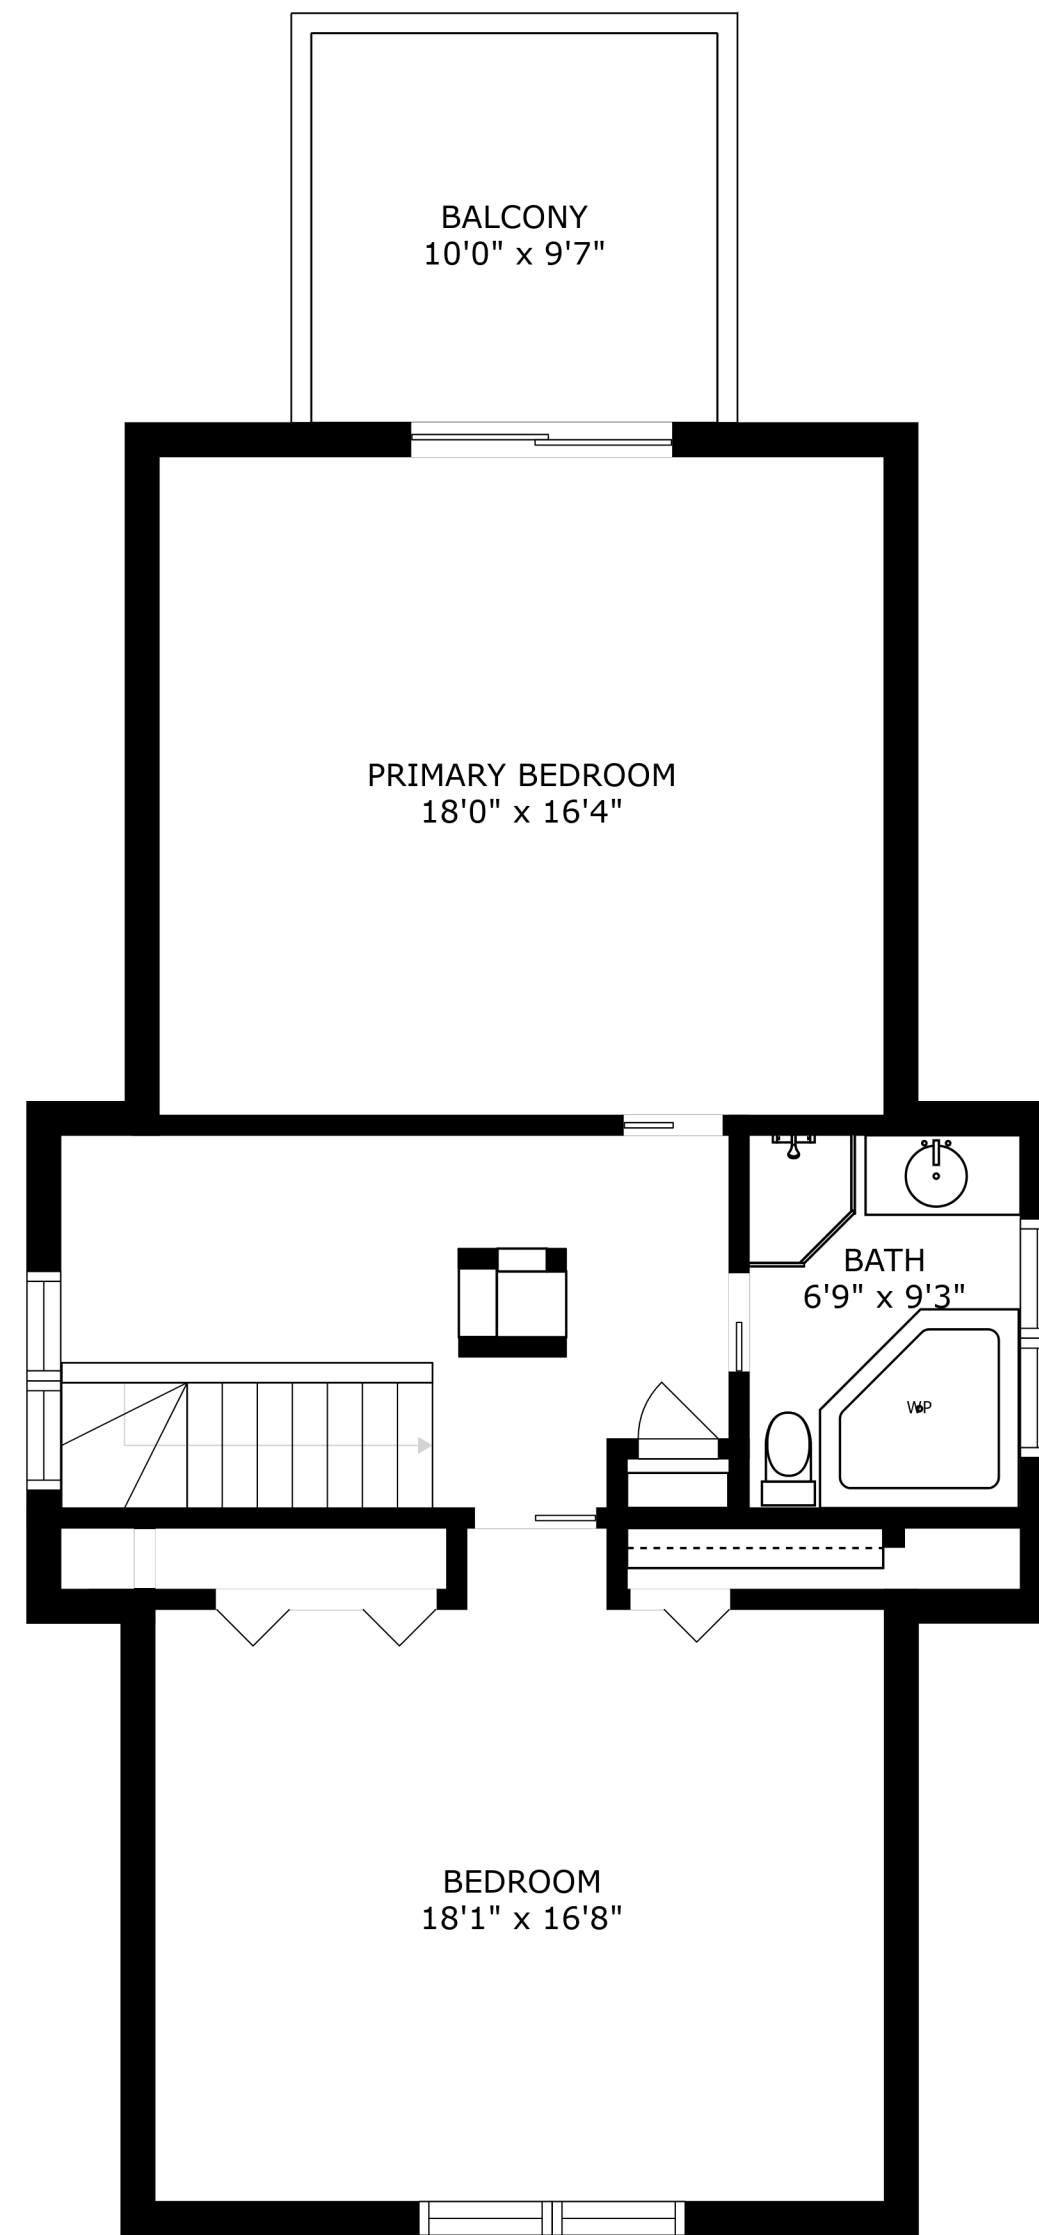 BALCONY
10'0" x 9'7"
PRIMARY BEDROOM
18'0" x 16'4"
BATH
6'9" x 9'3"
WP
BEDROOM
18'1" x 16'8"